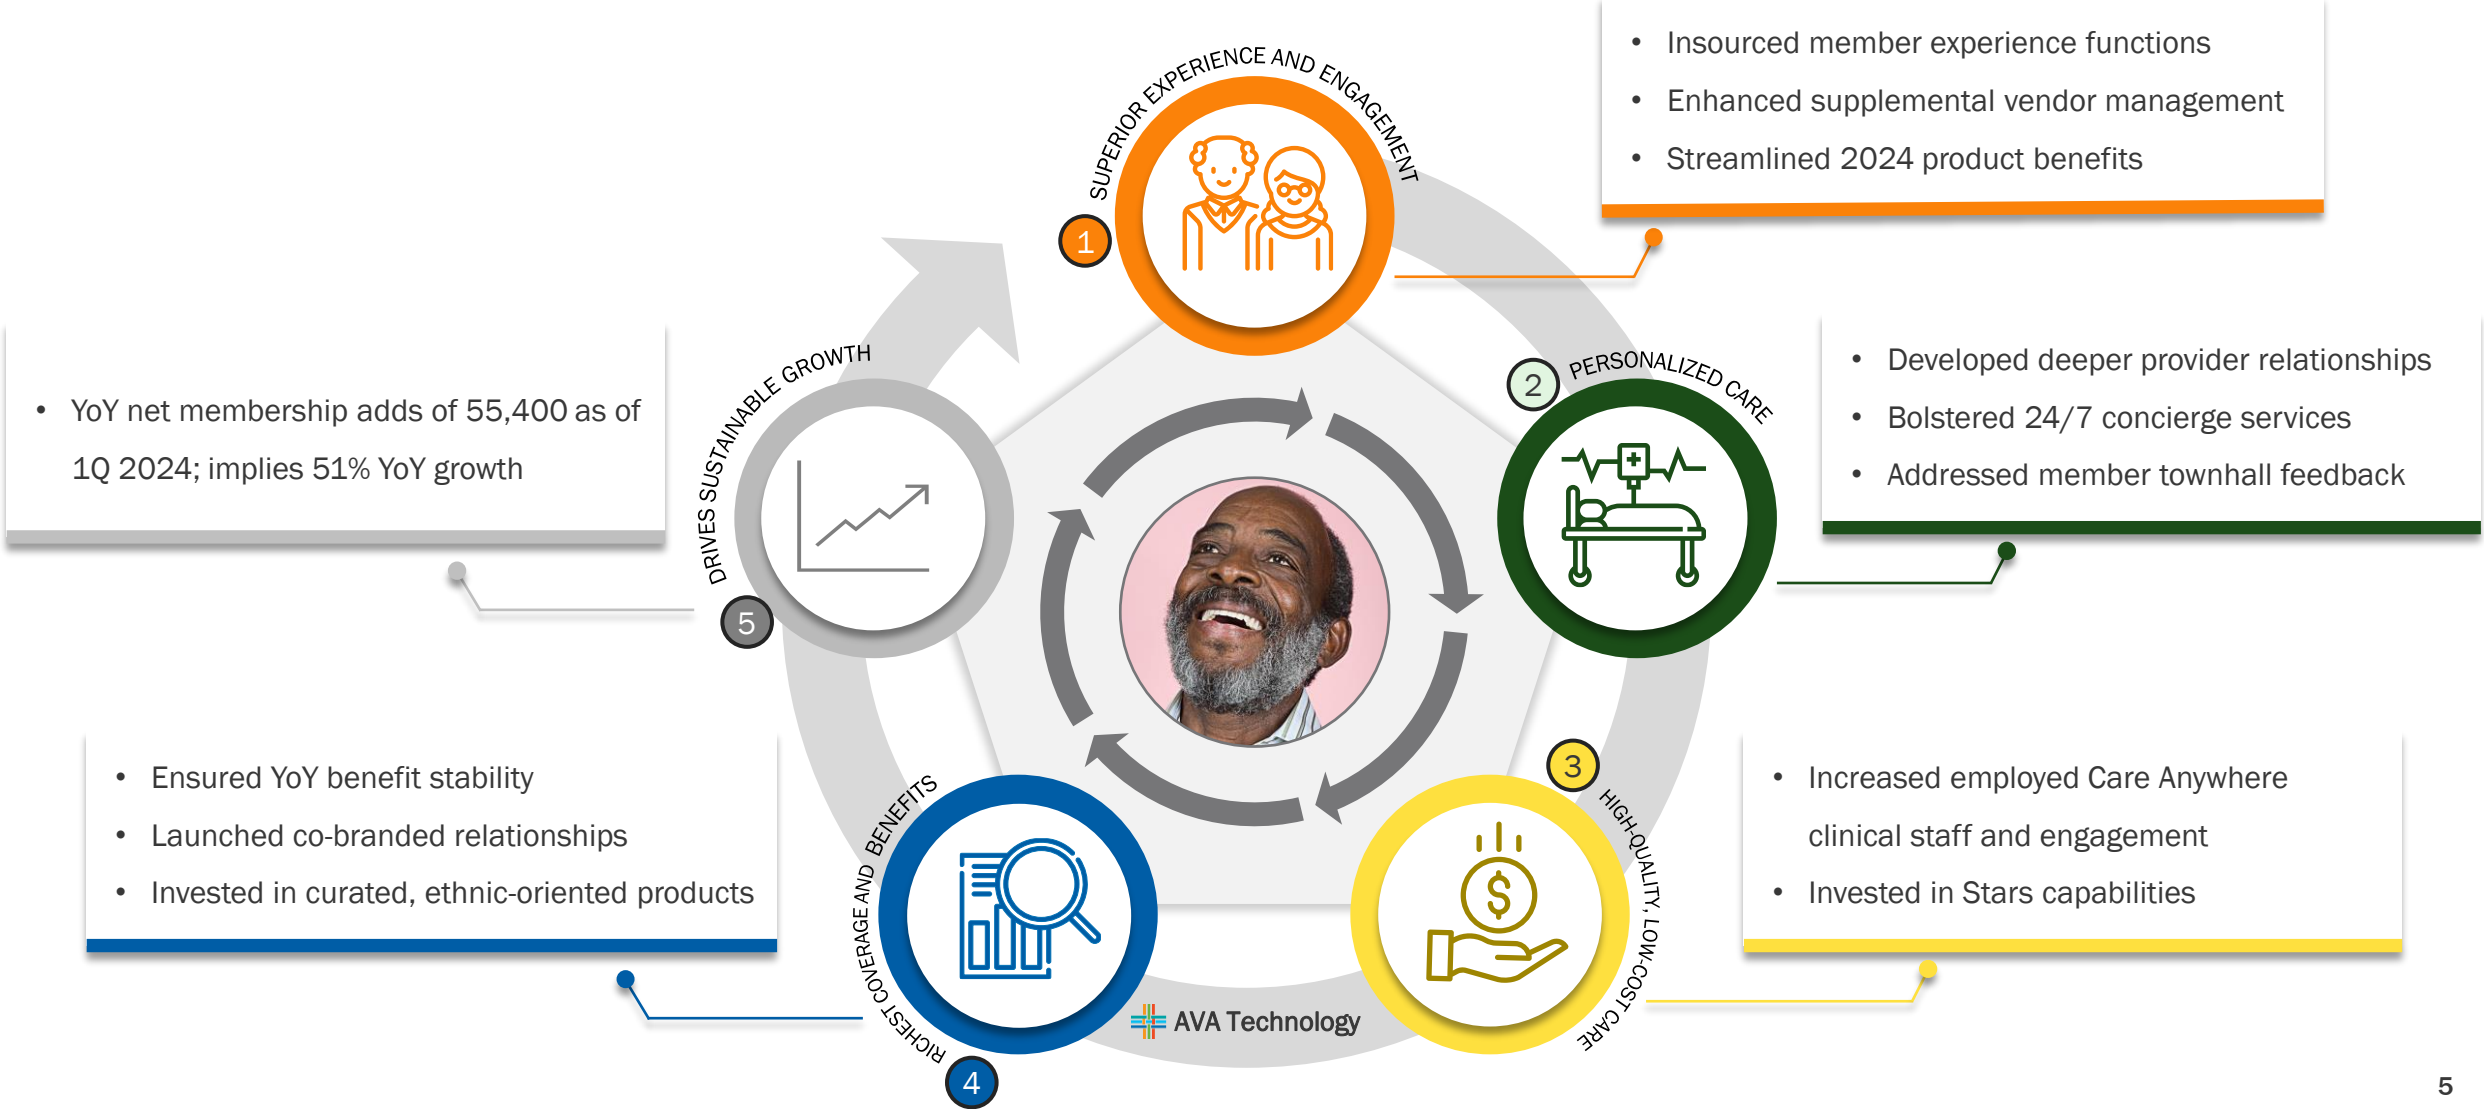 SUPERIOR EXPERIENCE AND ENGAGEMENT
1
• Insourced member experience functions
• Enhanced supplemental vendor management
• Streamlined 2024 product benefits
2
PERSONALIZED CARE
• Developed deeper provider relationships
• Bolstered 24/7 concierge services
• Addressed member townhall feedback
3
HIGH-QUALITY, LOW-COST CARE
• Increased employed Care Anywhere
clinical staff and engagement
• Invested in Stars capabilities
4
RICHEST COVERAGE AND BENEFITS
• Ensured YoY benefit stability
• Launched co-branded relationships
• Invested in curated, ethnic-oriented products
5
DRIVES SUSTAINABLE GROWTH
• YoY net membership adds of 55,400 as of
1Q 2024; implies 51% YoY growth
AVA Technology
5